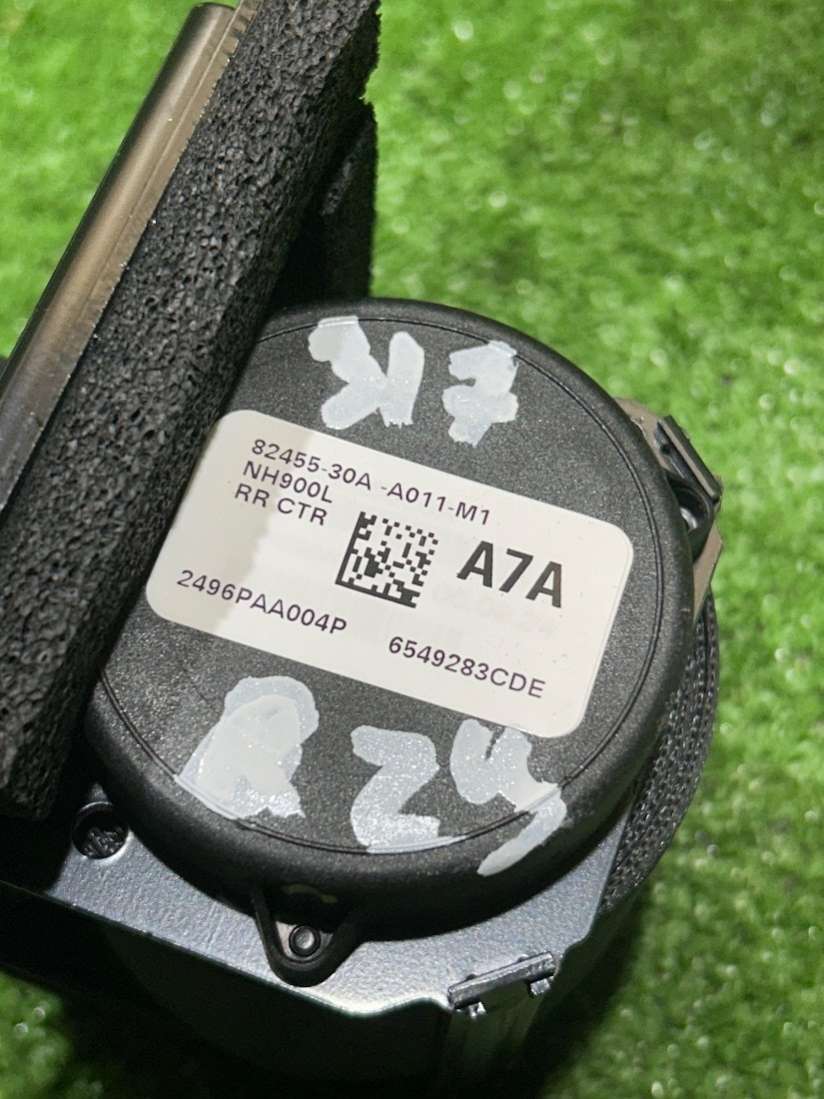 82455-30A -A011-M1
NH900L
RR CTR
A7A
2496PAA004P
6549283CDE